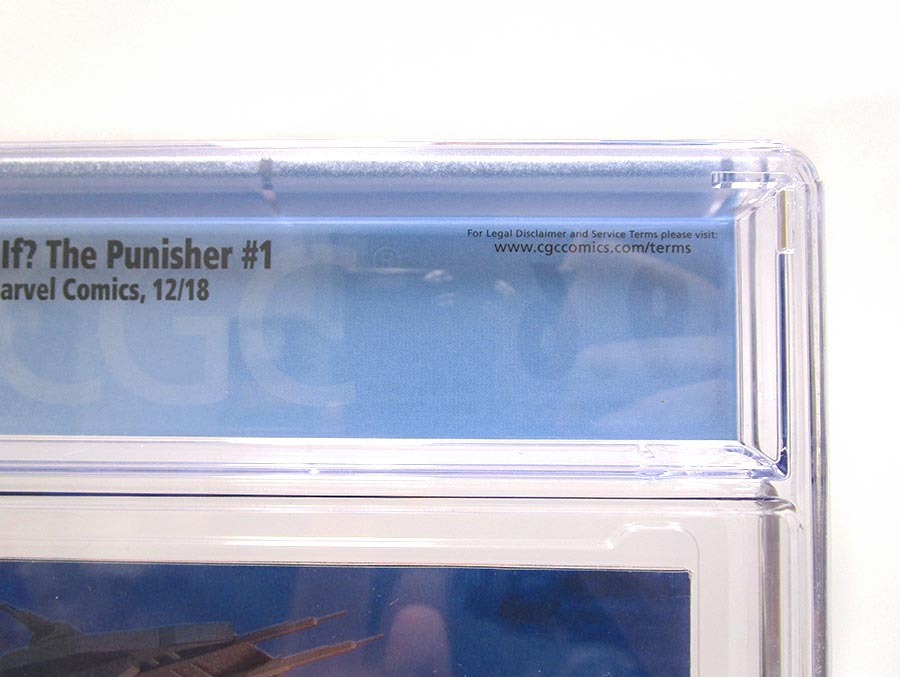 If? The Punisher #1
arvel Comics, 12/18
For Legal Disclaimer and Service Terms please visit:
www.cgccomics.com/terms
CGC®